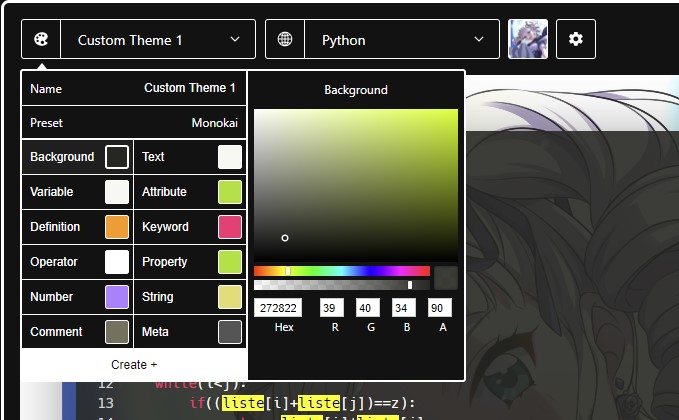 Custom Theme 1
Python
Name Custom Theme 1
Preset Monokai
Background Text
Variable Attribute
Definition Keyword
Operator Property
Number String
Comment Meta
Create +
Background
272822 39 40 34 90
Hex R G B A
12 while(i<j):
13 if((liste[i]+liste[j])==z):